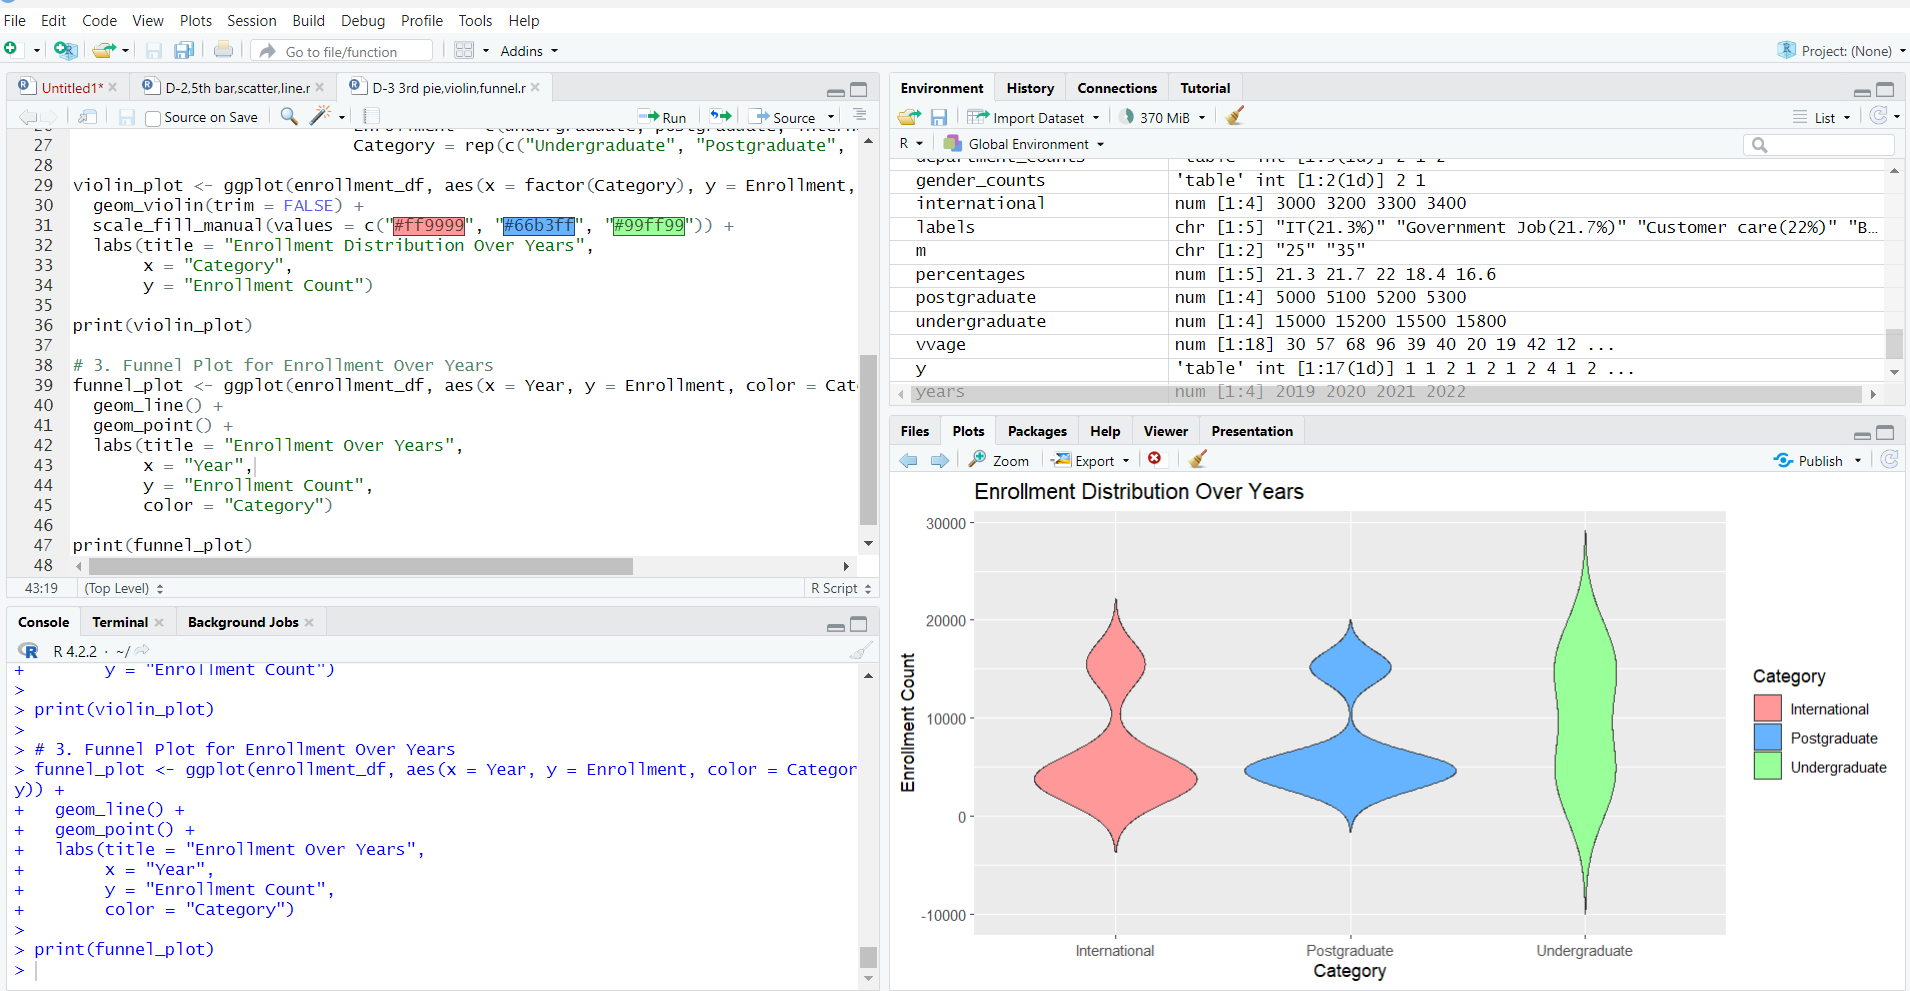 File Edit Code View Plots Session Build Debug Profile Tools Help
Go to file/function
Addins
Project: (None)
Untitled1*
D-2,5th bar,scatter,line.r
D-3 3rd pie,violin,funnel.r
Source on Save
Run
Source
27 Category = rep(c("Undergraduate", "Postgraduate",
28
29 violin_plot <- ggplot(enrollment_df, aes(x = factor(Category), y = Enrollment,
30 geom_violin(trim = FALSE) +
31 scale_fill_manual(values = c("#ff9999", "#66b3ff", "#99ff99")) +
32 labs(title = "Enrollment Distribution Over Years",
33 x = "Category",
34 y = "Enrollment Count")
35
36 print(violin_plot)
37
38 # 3. Funnel Plot for Enrollment Over Years
39 funnel_plot <- ggplot(enrollment_df, aes(x = Year, y = Enrollment, color = Cat
40 geom_line() +
41 geom_point() +
42 labs(title = "Enrollment Over Years",
43 x = "Year",
44 y = "Enrollment Count",
45 color = "Category")
46
47 print(funnel_plot)
48
43:19 (Top Level) R Script
Console Terminal Background Jobs
R 4.2.2 · ~/
+ y = "Enrollment Count")
>
> print(violin_plot)
>
> # 3. Funnel Plot for Enrollment Over Years
> funnel_plot <- ggplot(enrollment_df, aes(x = Year, y = Enrollment, color = Categor
y)) +
+ geom_line() +
+ geom_point() +
+ labs(title = "Enrollment Over Years",
+ x = "Year",
+ y = "Enrollment Count",
+ color = "Category")
>
> print(funnel_plot)
>
Environment History Connections Tutorial
Import Dataset 370 MiB List
R Global Environment
department_counts 'table' int [1:3(1d)] 2 1 2
gender_counts 'table' int [1:2(1d)] 2 1
international num [1:4] 3000 3200 3300 3400
labels chr [1:5] "IT(21.3%)" "Government Job(21.7%)" "Customer care(22%)" "B...
m chr [1:2] "25" "35"
percentages num [1:5] 21.3 21.7 22 18.4 16.6
postgraduate num [1:4] 5000 5100 5200 5300
undergraduate num [1:4] 15000 15200 15500 15800
vvage num [1:18] 30 57 68 96 39 40 20 19 42 12 ...
y 'table' int [1:17(1d)] 1 1 2 1 2 1 2 4 1 2 ...
years num [1:4] 2019 2020 2021 2022
Files Plots Packages Help Viewer Presentation
Zoom Export Publish
Enrollment Distribution Over Years
30000
20000
10000
0
-10000
Enrollment Count
International Postgraduate Undergraduate
Category
Category
International
Postgraduate
Undergraduate